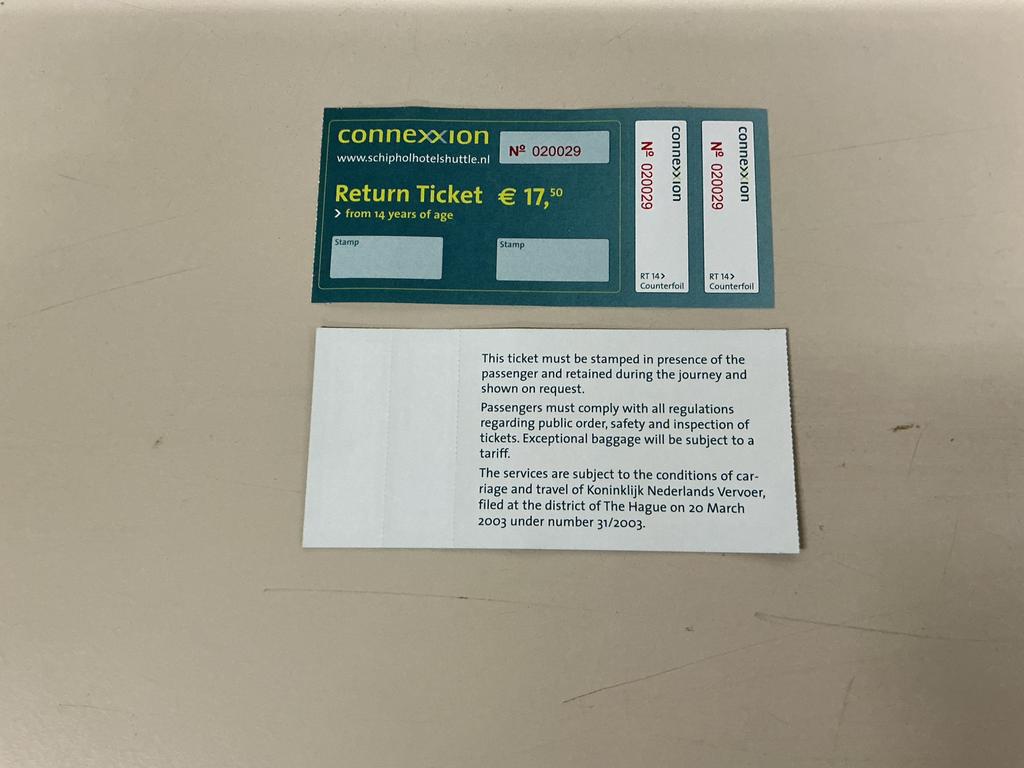 connexxion
www.schipholhotelshuttle.nl
Nº 020029
Return Ticket € 17,50
> from 14 years of age
Stamp
Stamp
connexxion
Nº 020029
RT 14>
Counterfoil
connexxion
Nº 020029
RT 14>
Counterfoil
This ticket must be stamped in presence of the
passenger and retained during the journey and
shown on request.
Passengers must comply with all regulations
regarding public order, safety and inspection of
tickets. Exceptional baggage will be subject to a
tariff.
The services are subject to the conditions of car-
riage and travel of Koninklijk Nederlands Vervoer,
filed at the district of The Hague on 20 March
2003 under number 31/2003.